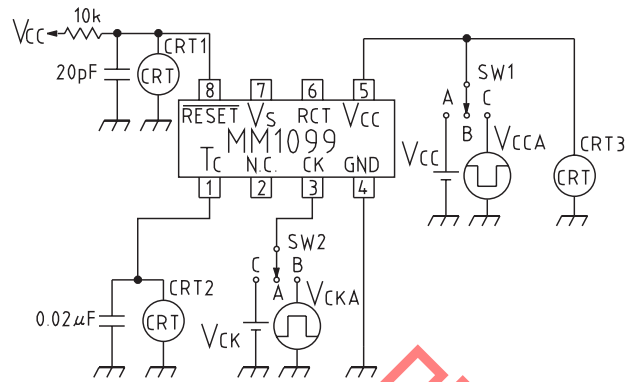 10k
VCC
CRT1
20pF
CRT
8 7 6 5
RESET VS RCT VCC
MM1099
TC N.C. CK GND
1 2 3 4
SW1
A C
B
VCC
VCCA
CRT3
CRT
SW2
C B
A
CRT2
VCKA
0.02μF
CRT
VCK